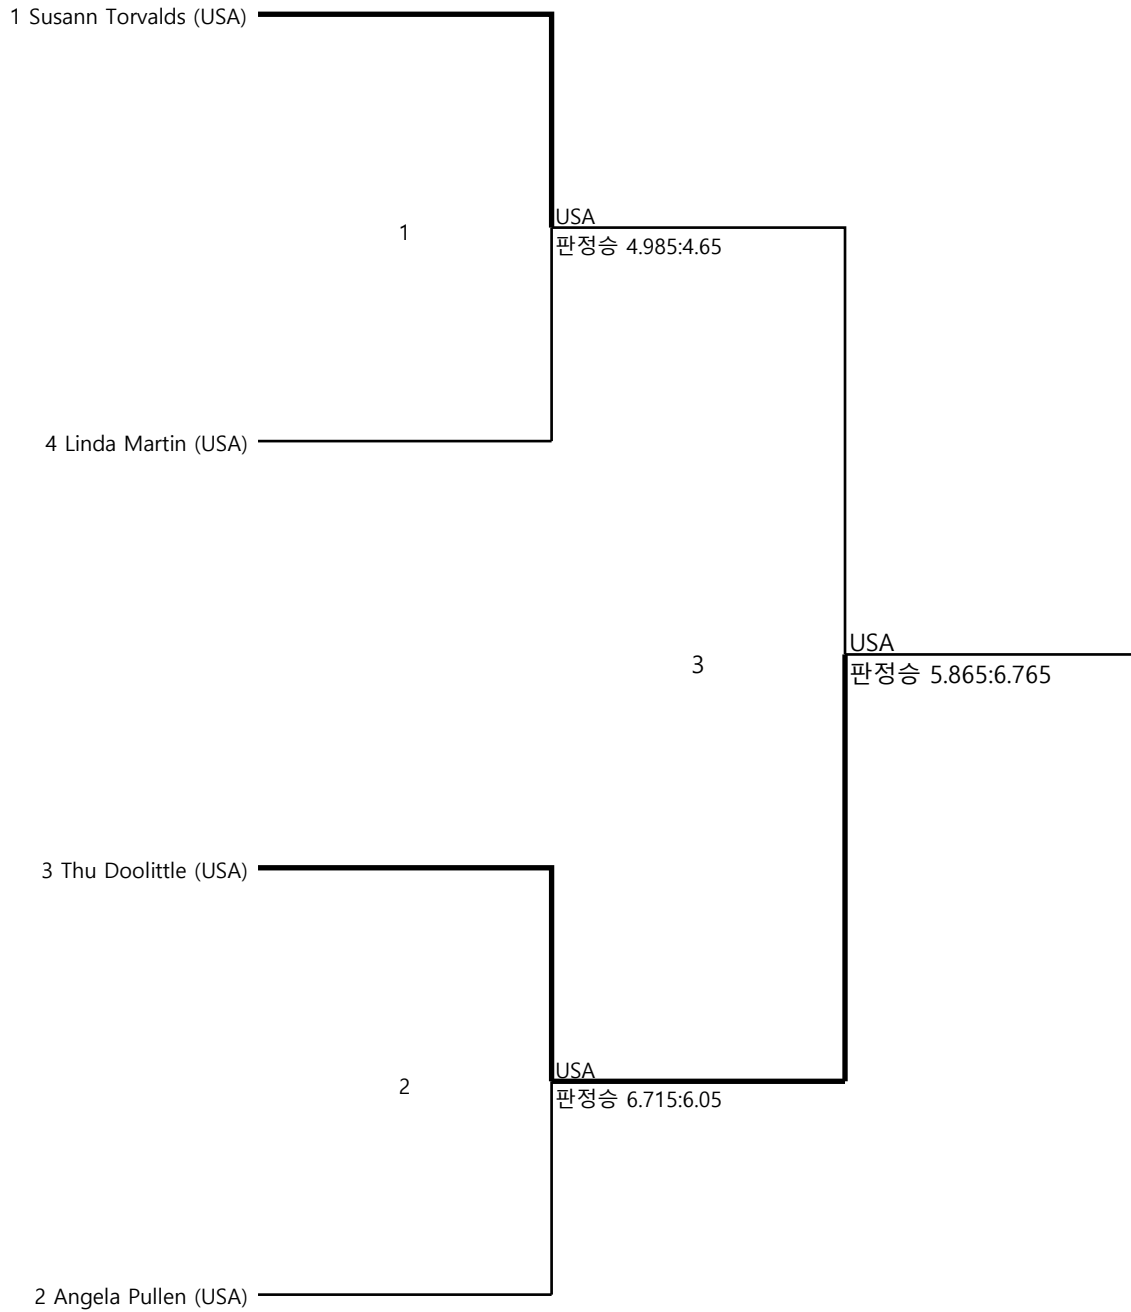 1 Susann Torvalds (USA)
USA
1
판정승 4.985:4.65
4 Linda Martin (USA)
USA
3
판정승 5.865:6.765
3 Thu Doolittle (USA)
USA
2
판정승 6.715:6.05
2 Angela Pullen (USA)